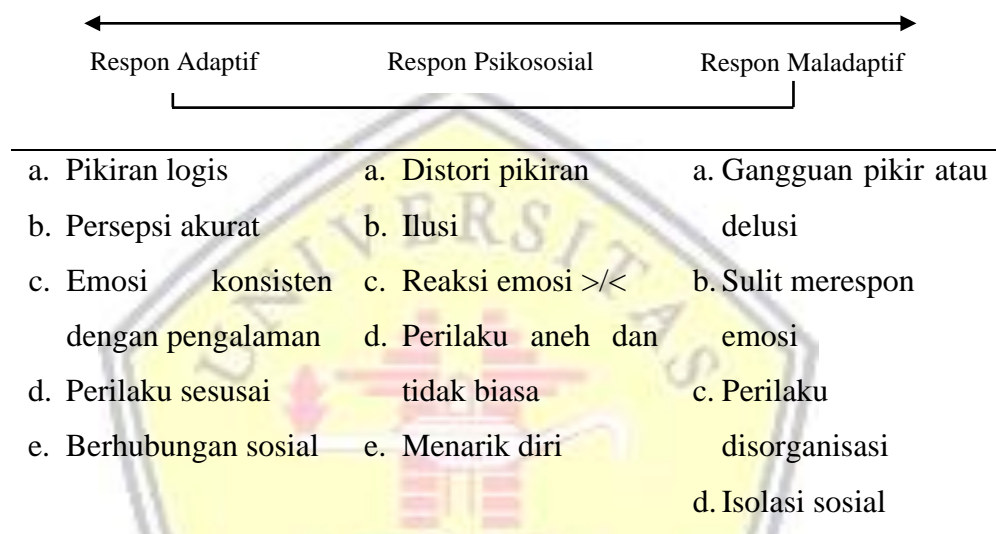 Respon Adaptif
Respon Psikososial
Respon Maladaptif
a. Pikiran logis
b. Persepsi akurat
c. Emosi konsisten
dengan pengalaman
d. Perilaku sesusai
e. Berhubungan sosial
a. Distori pikiran
b. Ilusi
c. Reaksi emosi >/<
d. Perilaku aneh dan
tidak biasa
e. Menarik diri
a. Gangguan pikir atau
delusi
b. Sulit merespon
emosi
c. Perilaku
disorganisasi
d. Isolasi sosial
UNIVERSITAS